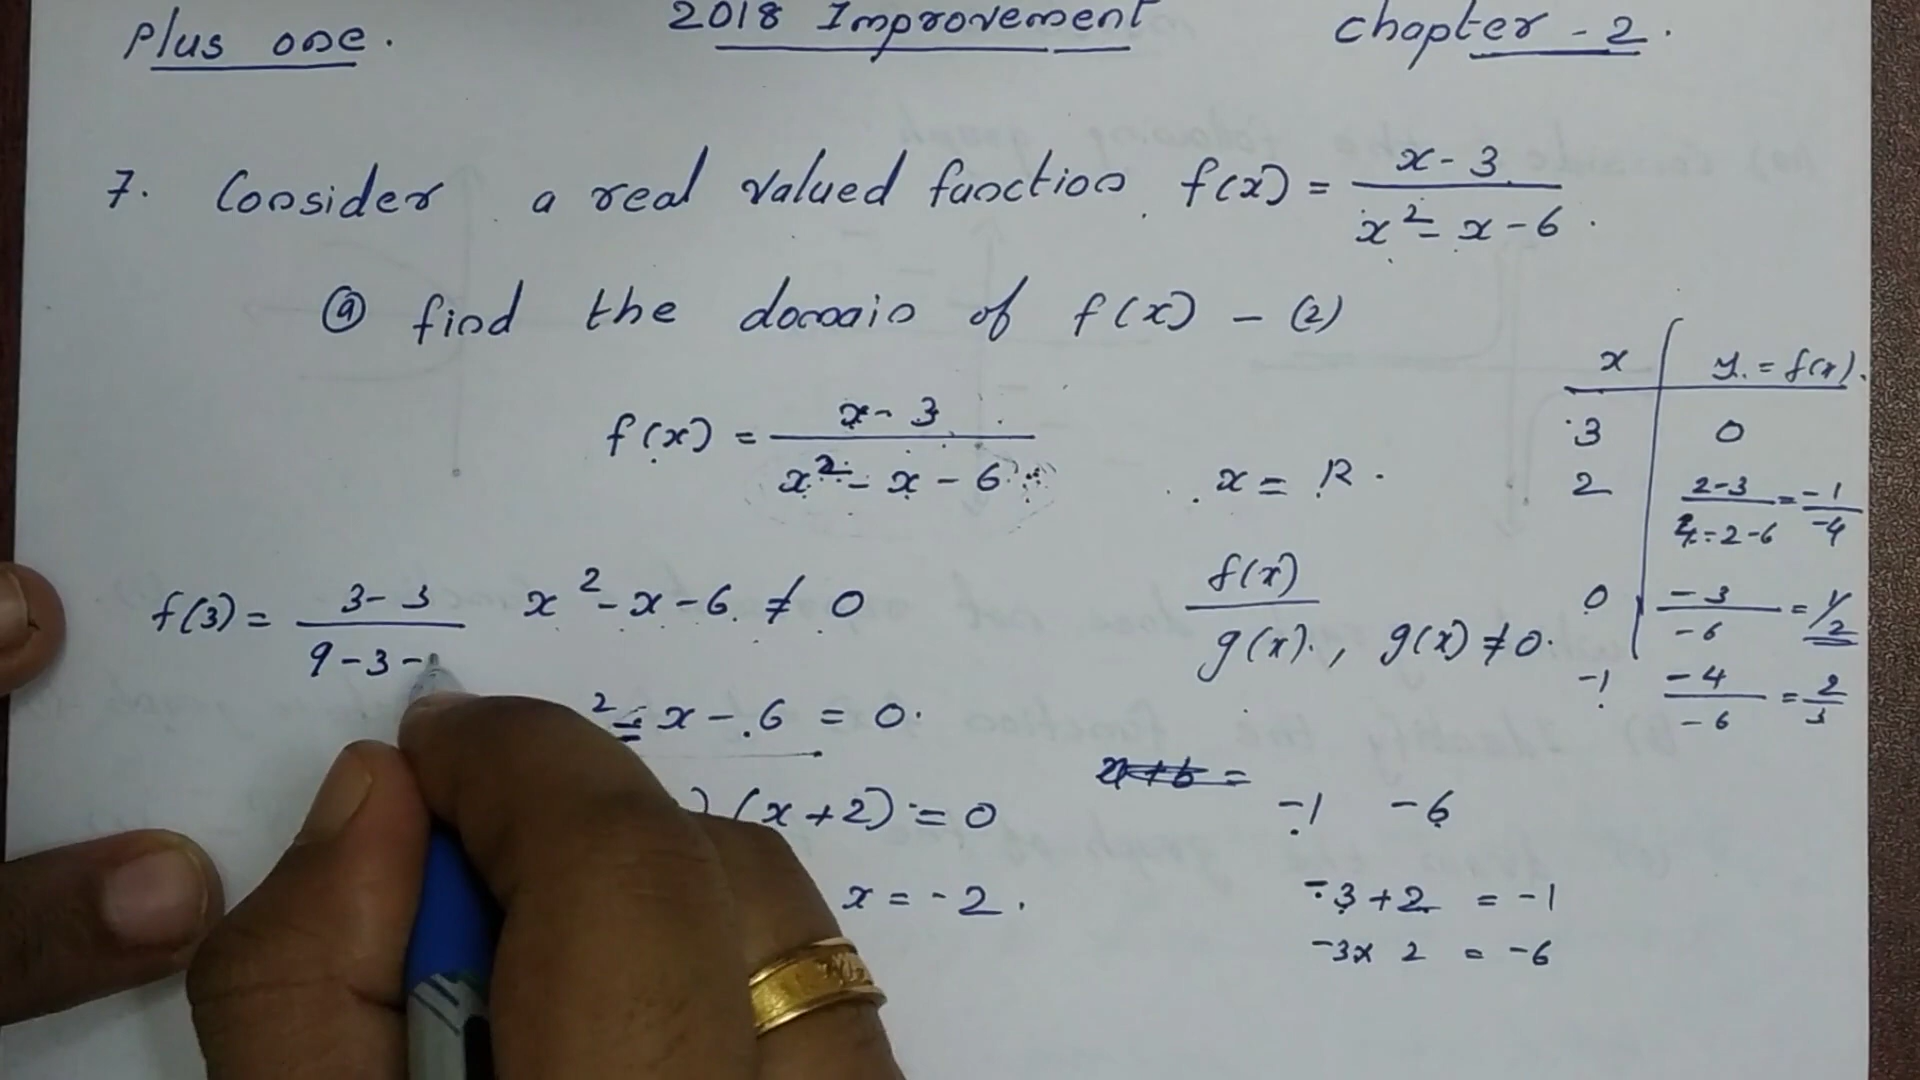 Plus one. 2018 Improvement Chapter - 2.
7. Consider a real valued function f(x) = x - 3 / x² - x - 6.
(a) find the domain of f(x) - (2)
f(x) = x - 3 / x² - x - 6
x = R.
f(3) = 3 - 3 / 9 - 3 -
x² - x - 6 ≠ 0
f(x) / g(x), g(x) ≠ 0.
² - x - 6 = 0.
) (x + 2) = 0
-1 -6
x = -2.
-3 + 2 = -1
-3 x 2 = -6
x y = f(x).
3 0
2 2-3 / 4-2-6 = -1 / -4
0 -3 / -6 = 1/2
-1 -4 / -6 = 2 / 3